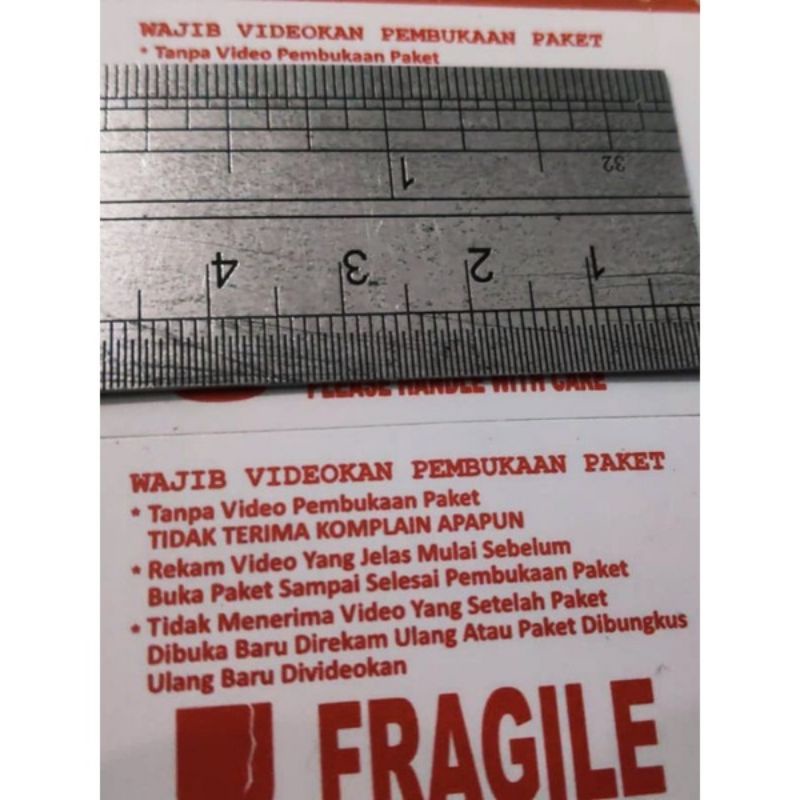 WAJIB VIDEOKAN PEMBUKAAN PAKET
* Tanpa Video Pembukaan Paket
1
32
4 3 2 1
PLEASE HANDLE WITH CARE
WAJIB VIDEOKAN PEMBUKAAN PAKET
* Tanpa Video Pembukaan Paket
TIDAK TERIMA KOMPLAIN APAPUN
* Rekam Video Yang Jelas Mulai Sebelum
Buka Paket Sampai Selesai Pembukaan Paket
* Tidak Menerima Video Yang Setelah Paket
Dibuka Baru Direkam Ulang Atau Paket Dibungkus
Ulang Baru Divideokan
FRAGILE